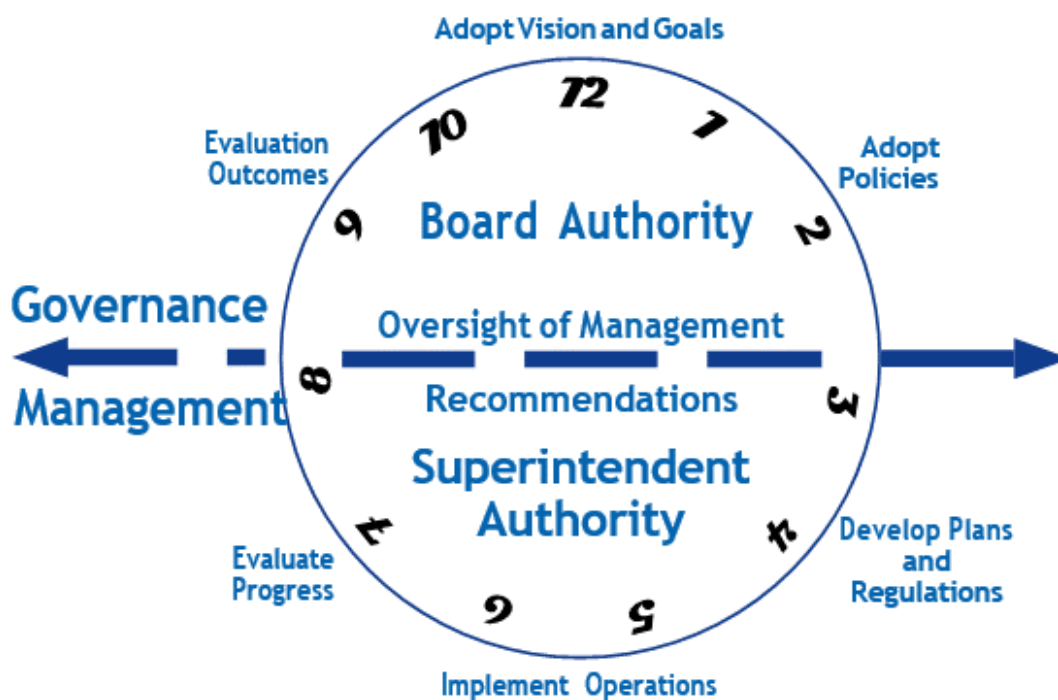 Adopt Vision and Goals
12
10
1
Evaluation
Outcomes
Adopt
Policies
Board Authority
9
2
Governance
Oversight of Management
8
3
Management
Recommendations
Superintendent
Authority
7
4
Evaluate
Progress
Develop Plans
and
Regulations
6
5
Implement Operations